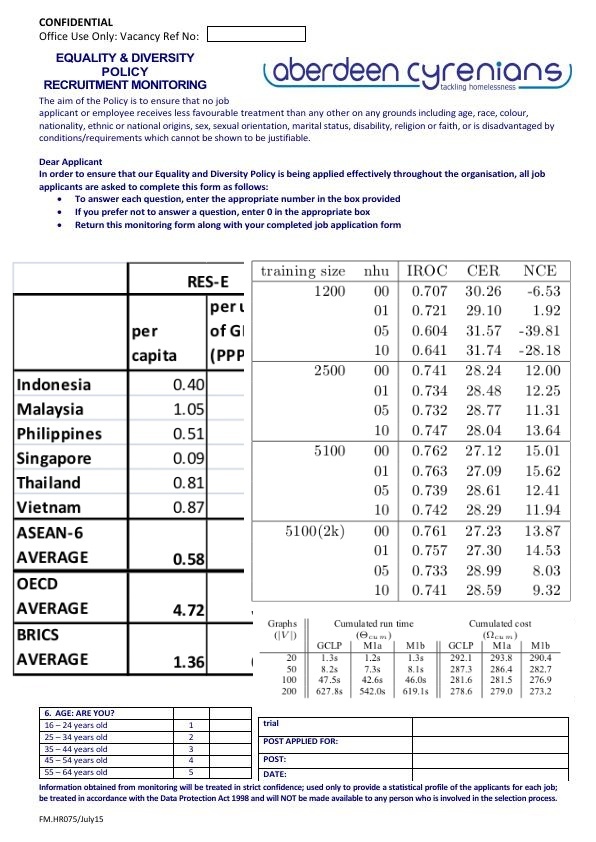 CONFIDENTIAL
Office Use Only: Vacancy Ref No:
EQUALITY & DIVERSITY
POLICY
RECRUITMENT MONITORING
aberdeen cyrenians
tackling homelessness
The aim of the Policy is to ensure that no job
applicant or employee receives less favourable treatment than any other on any grounds including age, race, colour,
nationality, ethnic or national origins, sex, sexual orientation, marital status, disability, religion or faith, or is disadvantaged by
conditions/requirements which cannot be shown to be justifiable.
Dear Applicant
In order to ensure that our Equality and Diversity Policy is being applied effectively throughout the organisation, all job
applicants are asked to complete this form as follows:
• To answer each question, enter the appropriate number in the box provided
• If you prefer not to answer a question, enter 0 in the appropriate box
• Return this monitoring form along with your completed job application form
RES-E
per
capita
per u
of GI
(PPP
Indonesia 0.40
Malaysia 1.05
Philippines 0.51
Singapore 0.09
Thailand 0.81
Vietnam 0.87
ASEAN-6
AVERAGE 0.58
OECD
AVERAGE 4.72
BRICS
AVERAGE 1.36
training size nhu IROC CER NCE
1200 00 0.707 30.26 -6.53
01 0.721 29.10 1.92
05 0.604 31.57 -39.81
10 0.641 31.74 -28.18
2500 00 0.741 28.24 12.00
01 0.734 28.48 12.25
05 0.732 28.77 11.31
10 0.747 28.04 13.64
5100 00 0.762 27.12 15.01
01 0.763 27.09 15.62
05 0.739 28.61 12.41
10 0.742 28.29 11.94
5100(2k) 00 0.761 27.23 13.87
01 0.757 27.30 14.53
05 0.733 28.99 8.03
10 0.741 28.59 9.32
Graphs Cumulated run time Cumulated cost
(|V|) (Θcum) (Ωcum)
GCLP M1a M1b GCLP M1a M1b
20 1.3s 1.2s 1.3s 292.1 293.8 290.4
50 8.2s 7.3s 8.1s 287.3 286.4 282.7
100 47.5s 42.6s 46.0s 281.6 281.5 276.9
200 627.8s 542.0s 619.1s 278.6 279.0 273.2
6. AGE: ARE YOU?
16 – 24 years old 1
25 – 34 years old 2
35 – 44 years old 3
45 – 54 years old 4
55 – 64 years old 5
trial
POST APPLIED FOR:
POST:
DATE:
Information obtained from monitoring will be treated in strict confidence; used only to provide a statistical profile of the applicants for each job;
be treated in accordance with the Data Protection Act 1998 and will NOT be made available to any person who is involved in the selection process.
FM.HR075/July15